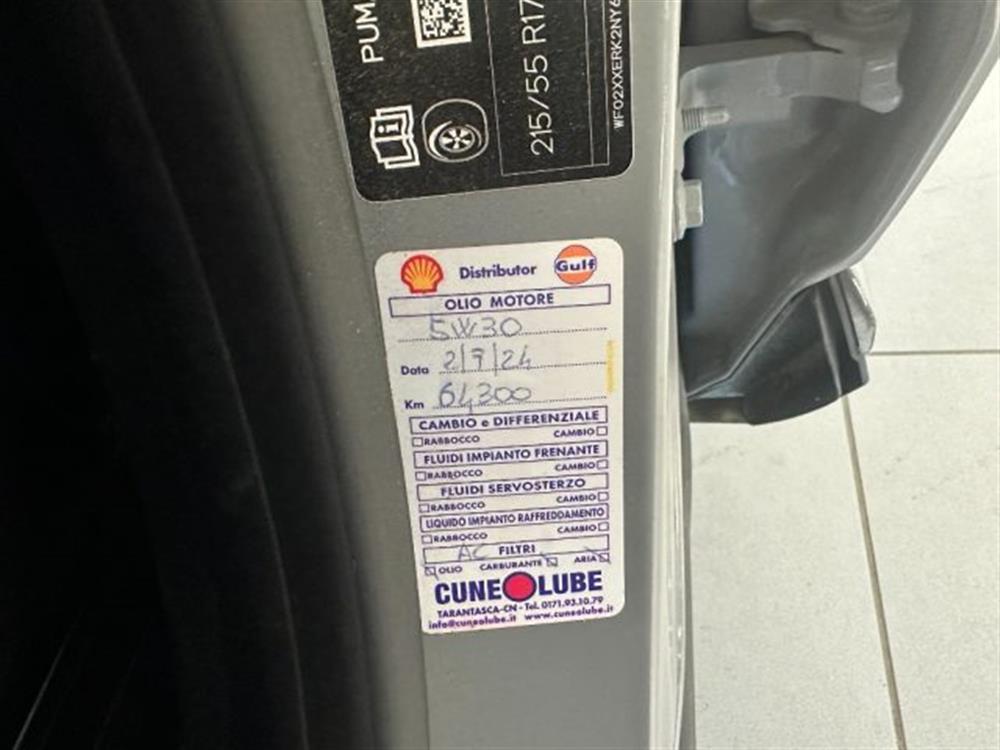 PUM
215/55 R17
WF02XXERK2NY6
Distributor
Gulf
OLIO MOTORE
5W30
Data 2/7/24
Km 64300
CAMBIO e DIFFERENZIALE
RABBOCCO CAMBIO
FLUIDI IMPIANTO FRENANTE
RABBOCCO CAMBIO
FLUIDI SERVOSTERZO
RABBOCCO CAMBIO
LIQUIDO IMPIANTO RAFFREDDAMENTO
RABBOCCO CAMBIO
AC FILTRI
OLIO CARBURANTE ARIA
CUNEOLUBE
TARANTASCA-CN - Tel. 0171.93.10.79
info@cuneolube.it www.cuneolube.it